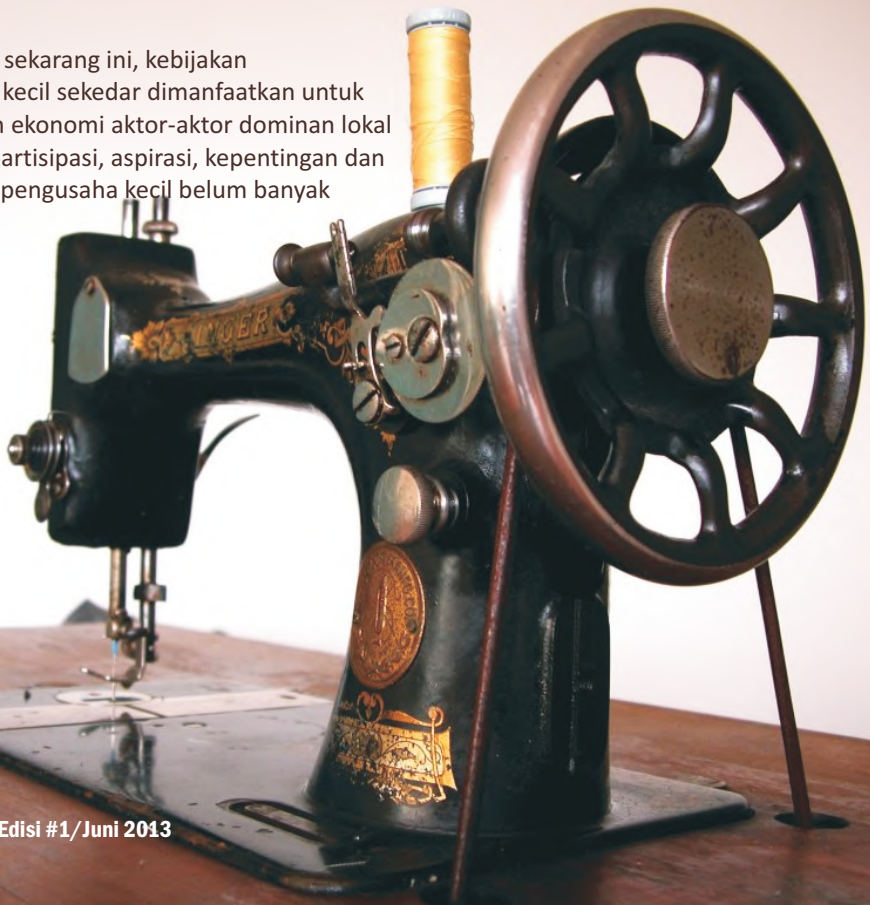 sekarang ini, kebijakan
kecil sekedar dimanfaatkan untuk
ekonomi aktor-aktor dominan lokal
artisipasi, aspirasi, kepentingan dan
pengusaha kecil belum banyak
INGER
Edisi #1/Juni 2013